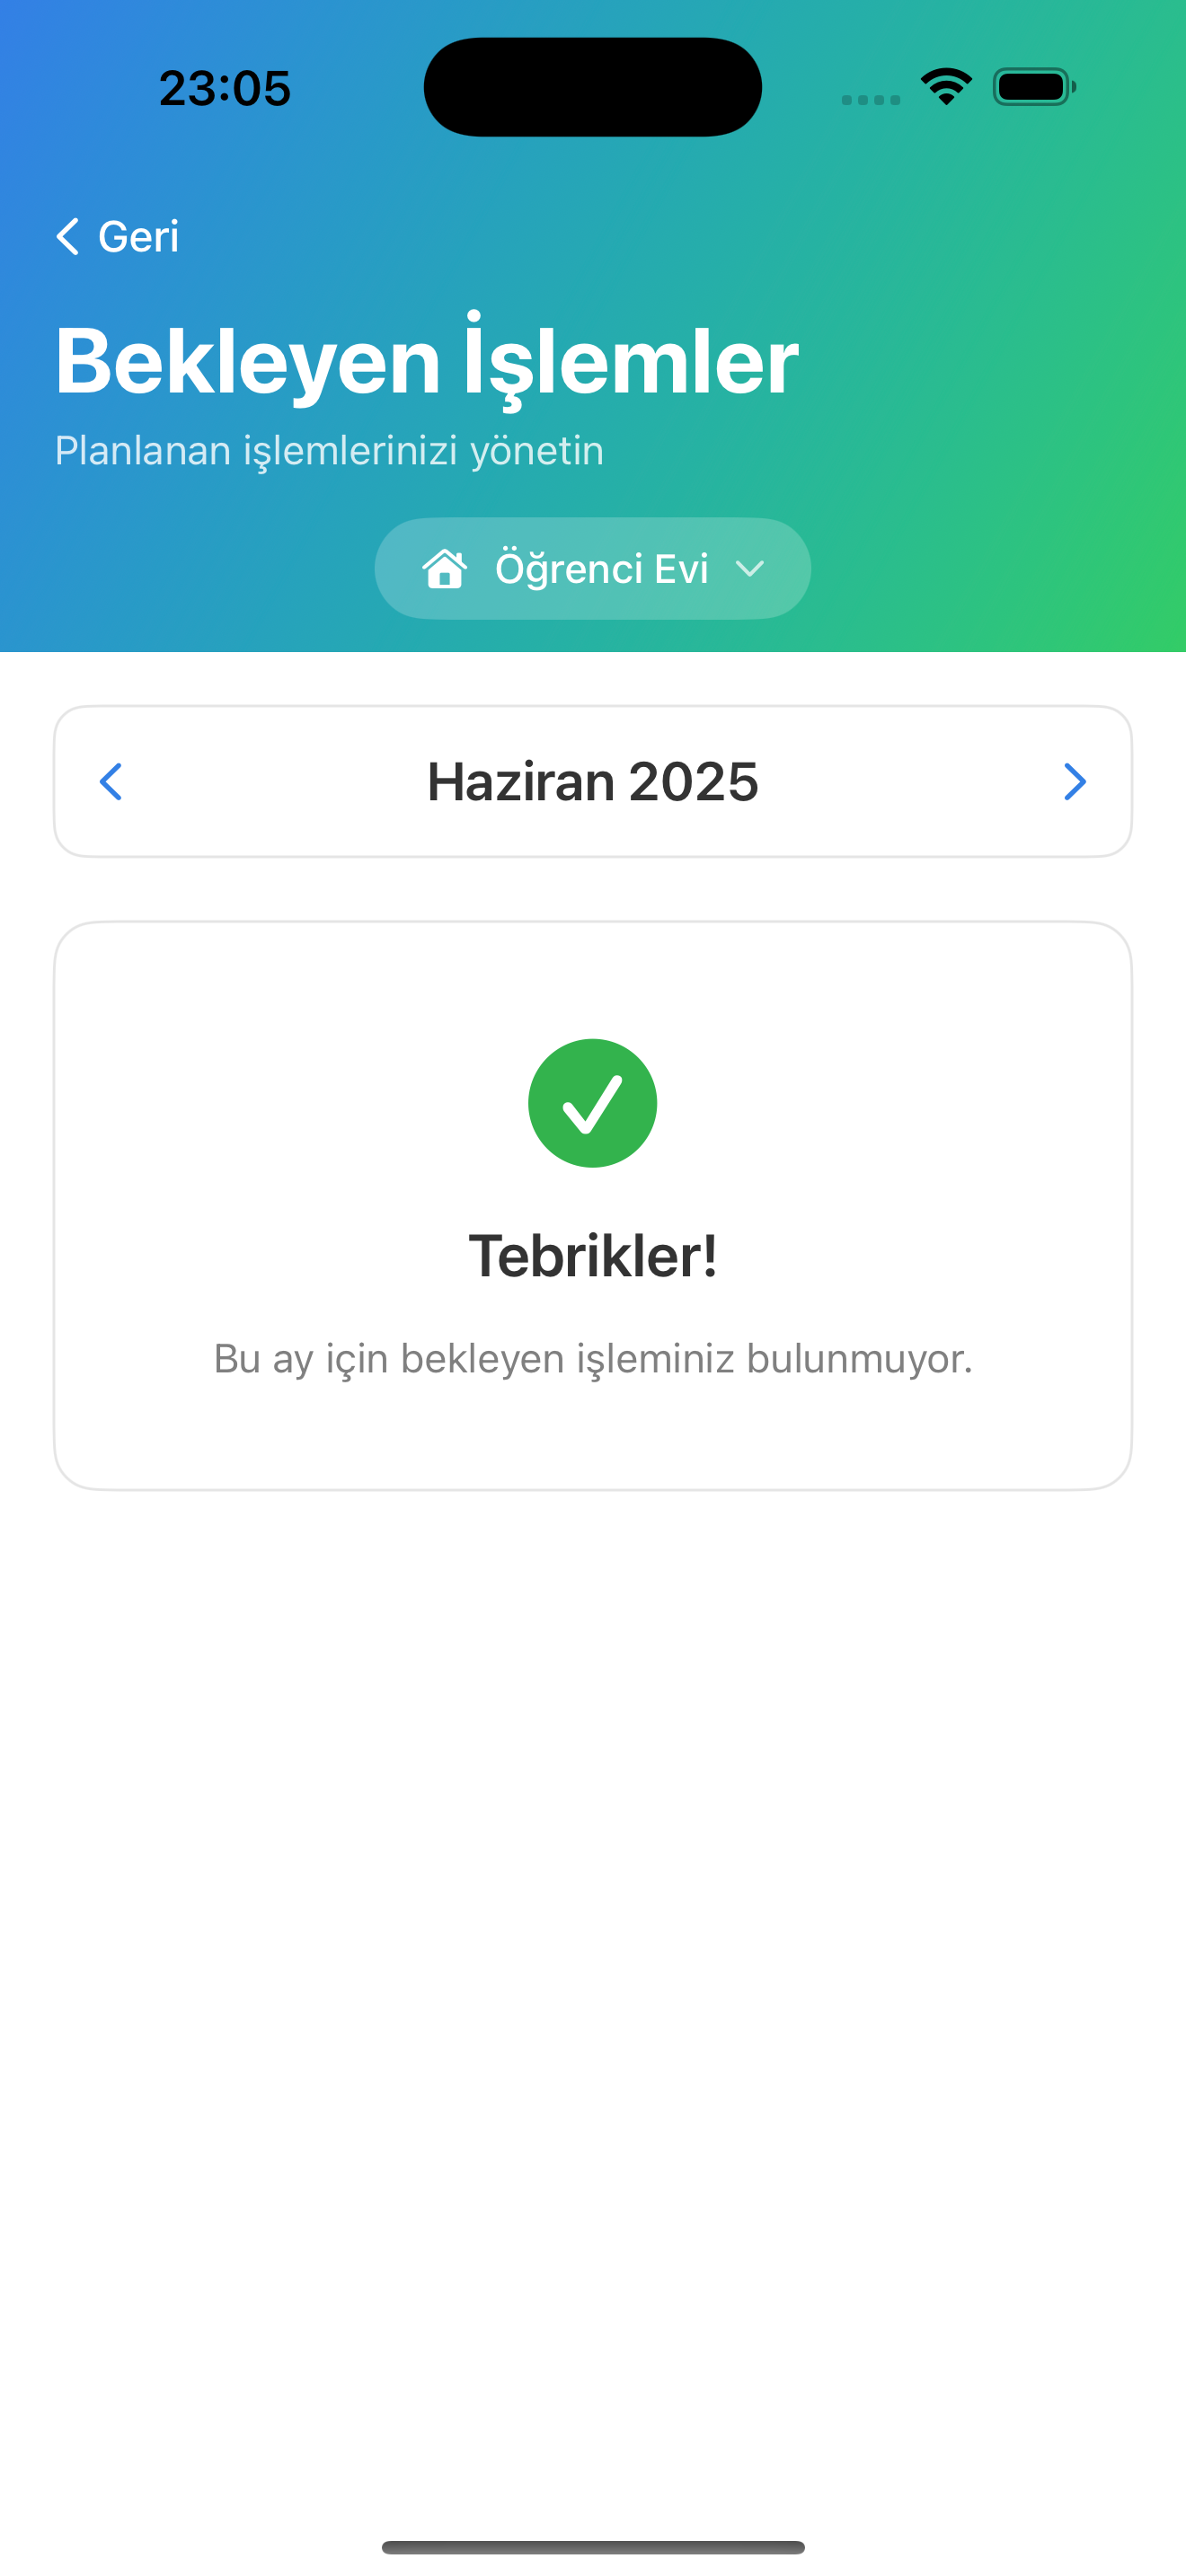 23:05
Geri
Bekleyen İşlemler
Planlanan işlemlerinizi yönetin
Öğrenci Evi
Haziran 2025
Tebrikler!
Bu ay için bekleyen işleminiz bulunmuyor.